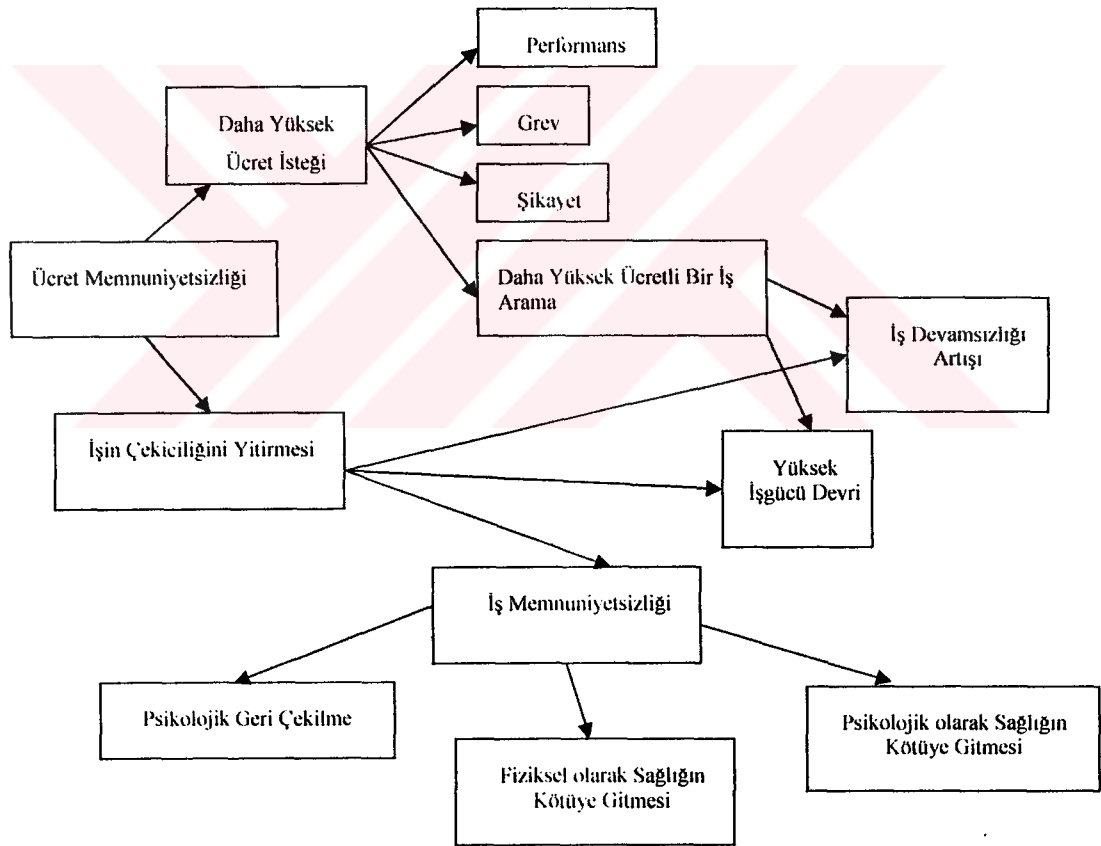 Performans
Daha Yüksek
Ücret İsteği
Grev
Şikayet
Ücret Memnuniyetsizliği
Daha Yüksek Ücretli Bir İş
Arama
İş Devamsızlığı
Artışı
İşin Çekiciliğini Yitirmesi
Yüksek
İşgücü Devri
İş Memnuniyetsizliği
Psikolojik Geri Çekilme
Psikolojik olarak Sağlığın
Kötüye Gitmesi
Fiziksel olarak Sağlığın
Kötüye Gitmesi